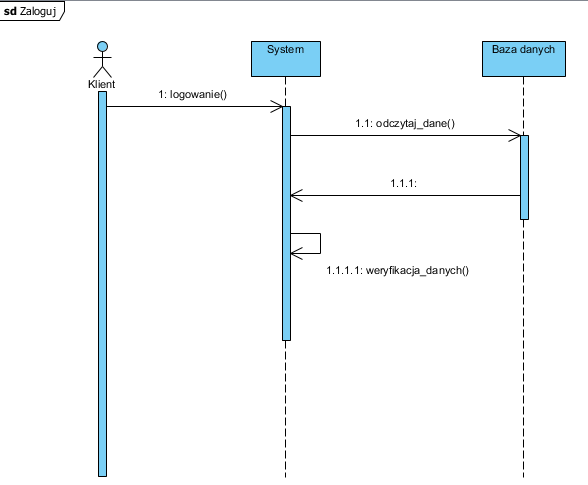 sd Zaloguj
System
Baza danych
Klient
1: logowanie()
1.1: odczytaj_dane()
1.1.1:
1.1.1.1: weryfikacja_danych()